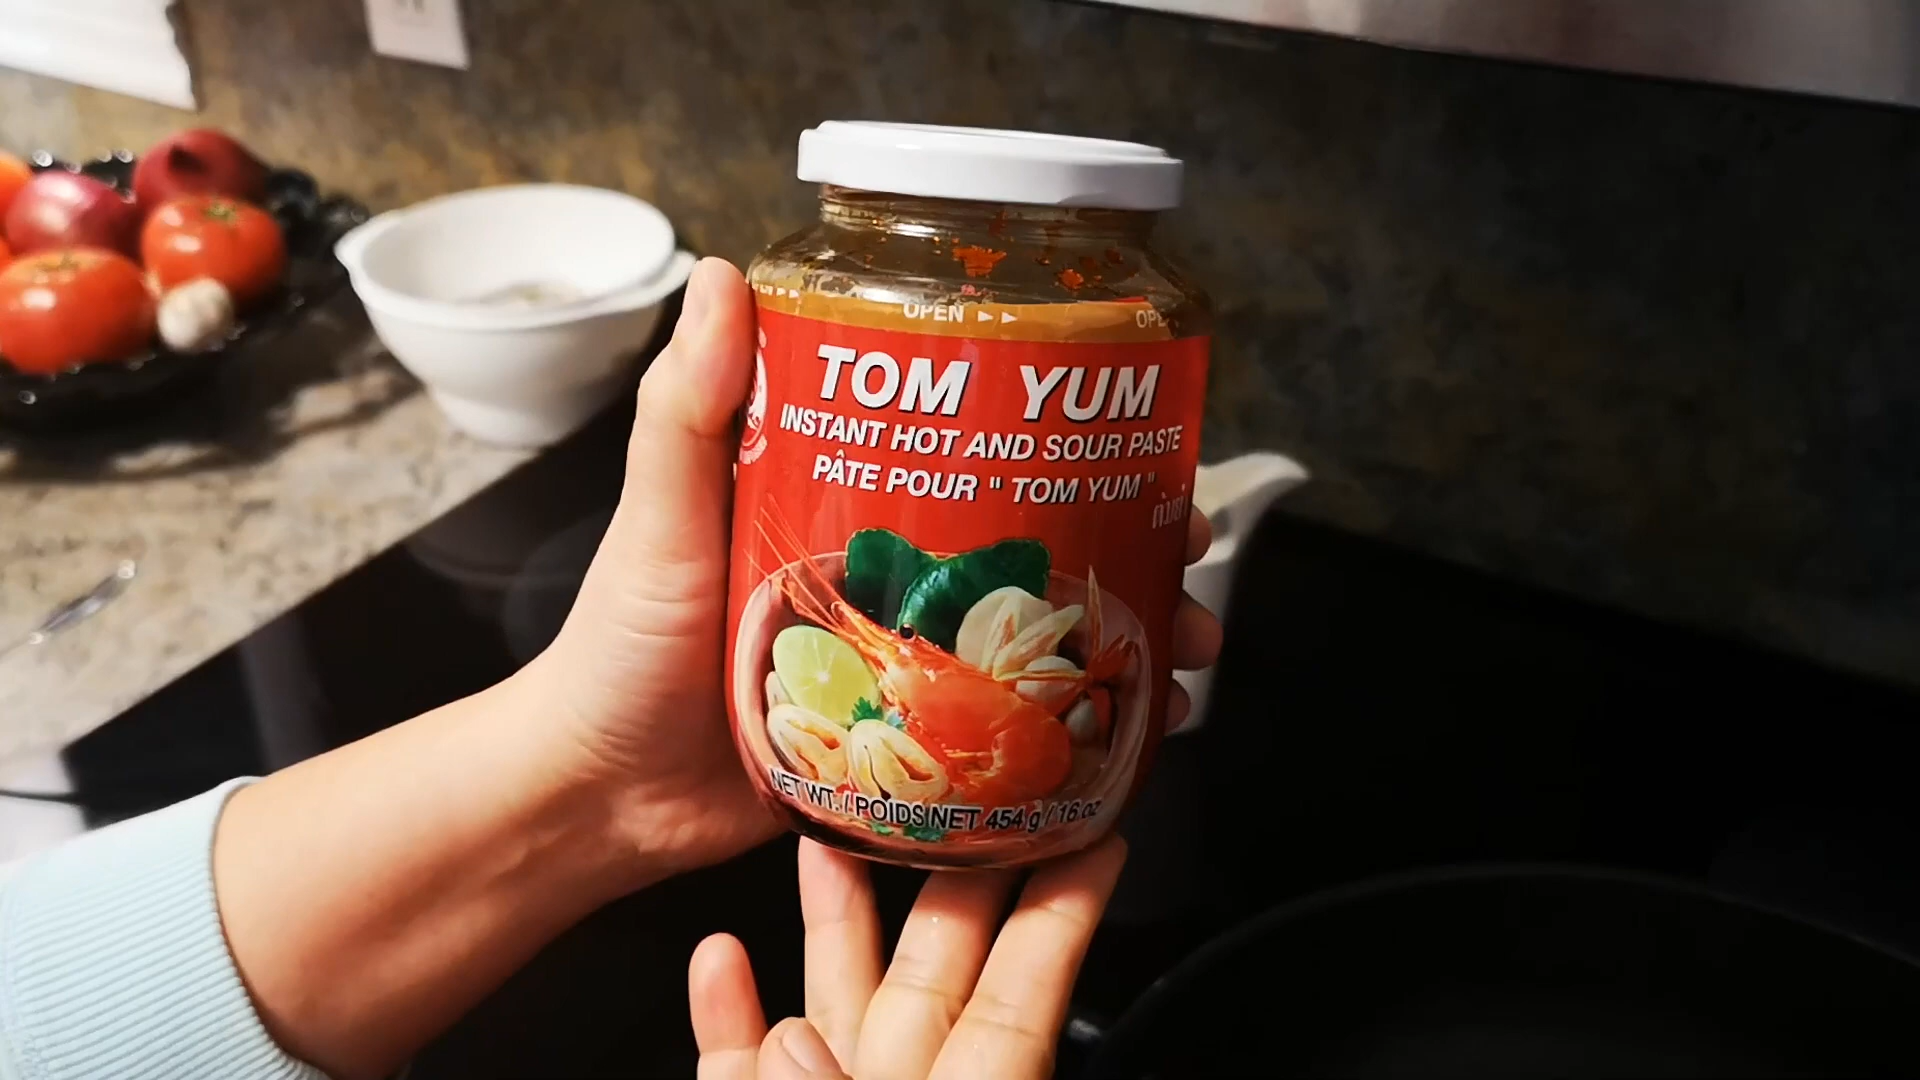 OPEN ►►
TOM YUM
INSTANT HOT AND SOUR PASTE
PÂTE POUR " TOM YUM "
NET WT. / POIDS NET 454 g / 16 oz